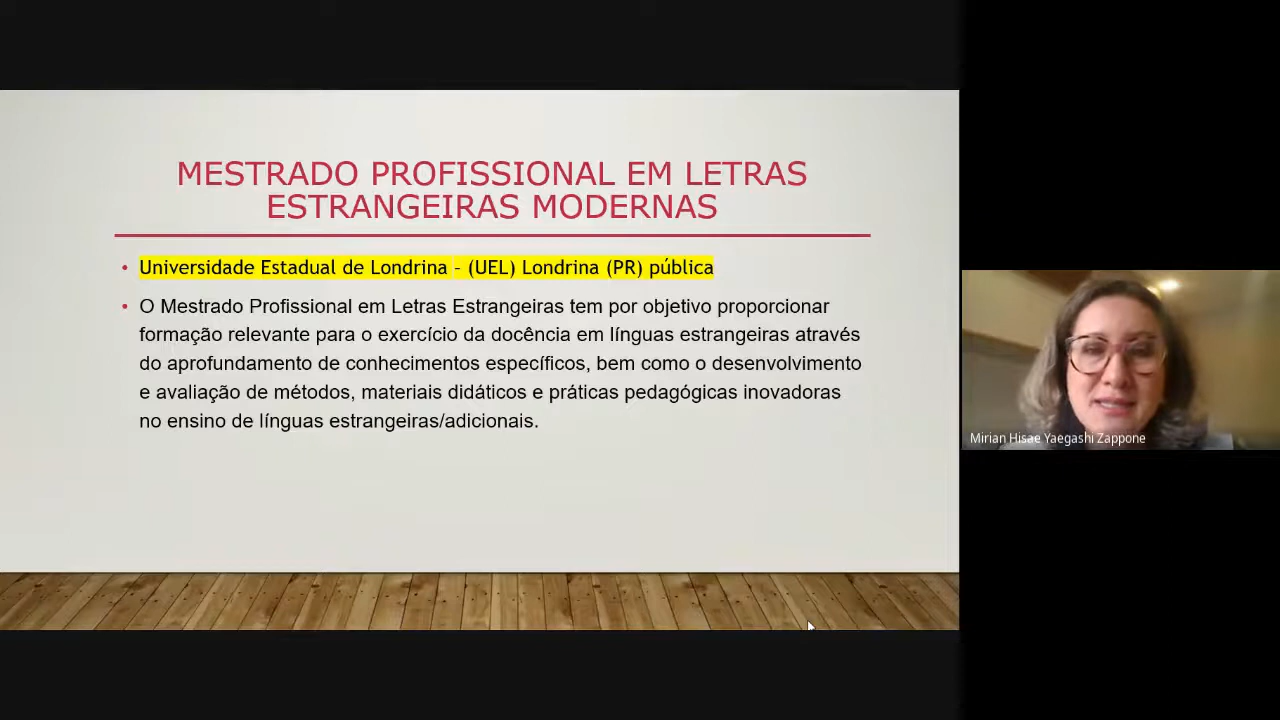 MESTRADO PROFISSIONAL EM LETRAS
ESTRANGEIRAS MODERNAS
• Universidade Estadual de Londrina - (UEL) Londrina (PR) pública
• O Mestrado Profissional em Letras Estrangeiras tem por objetivo proporcionar
formação relevante para o exercício da docência em línguas estrangeiras através
do aprofundamento de conhecimentos específicos, bem como o desenvolvimento
e avaliação de métodos, materiais didáticos e práticas pedagógicas inovadoras
no ensino de línguas estrangeiras/adicionais.
Mirian Hisae Yaegashi Zappone